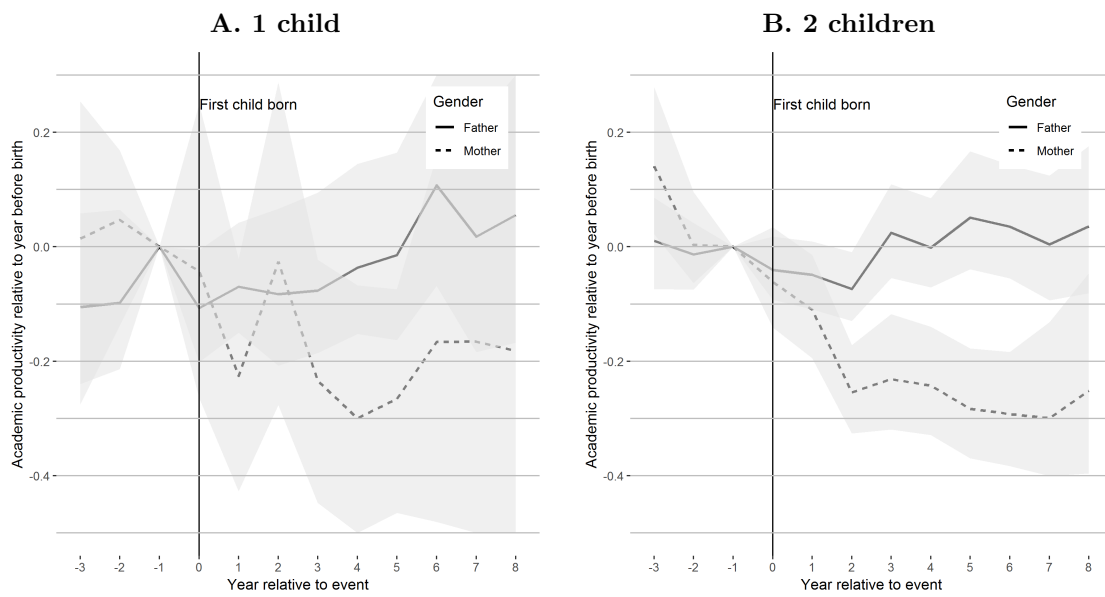 A. 1 child
First child born
Gender
Father
Mother
0.2
0.0
-0.2
-0.4
Academic productivity relative to year before birth
-3 -2 -1 0 1 2 3 4 5 6 7 8
Year relative to event
B. 2 children
First child born
Gender
Father
Mother
0.2
0.0
-0.2
-0.4
Academic productivity relative to year before birth
-3 -2 -1 0 1 2 3 4 5 6 7 8
Year relative to event